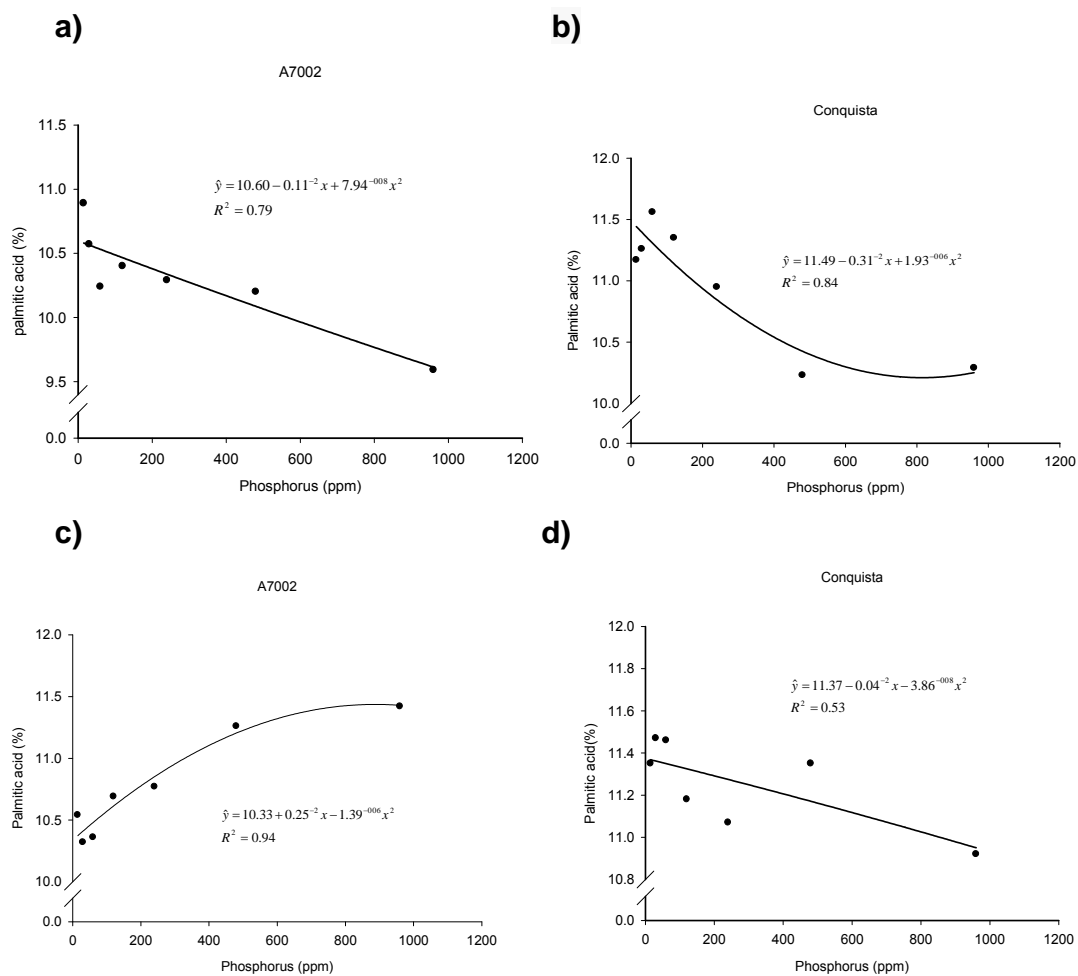 a)
A7002
11.5
11.0
10.5
10.0
9.5
0.0
palmitic acid (%)
ŷ = 10.60 − 0.11⁻² x + 7.94⁻⁰⁰⁸ x²
R² = 0.79
0 200 400 600 800 1000 1200
Phosphorus (ppm)
b)
Conquista
12.0
11.5
11.0
10.5
10.0
0.0
Palmitic acid (%)
ŷ = 11.49 − 0.31⁻² x + 1.93⁻⁰⁰⁶ x²
R² = 0.84
0 200 400 600 800 1000 1200
Phosphorus (ppm)
c)
A7002
12.0
11.5
11.0
10.5
10.0
0.0
Palmitic acid (%)
ŷ = 10.33 + 0.25⁻² x − 1.39⁻⁰⁰⁶ x²
R² = 0.94
0 200 400 600 800 1000 1200
Phosphorus (ppm)
d)
Conquista
12.0
11.8
11.6
11.4
11.2
11.0
10.8
0.0
Palmitic acid(%)
ŷ = 11.37 − 0.04⁻² x − 3.86⁻⁰⁰⁸ x²
R² = 0.53
0 200 400 600 800 1000 1200
Phosphorus (ppm)